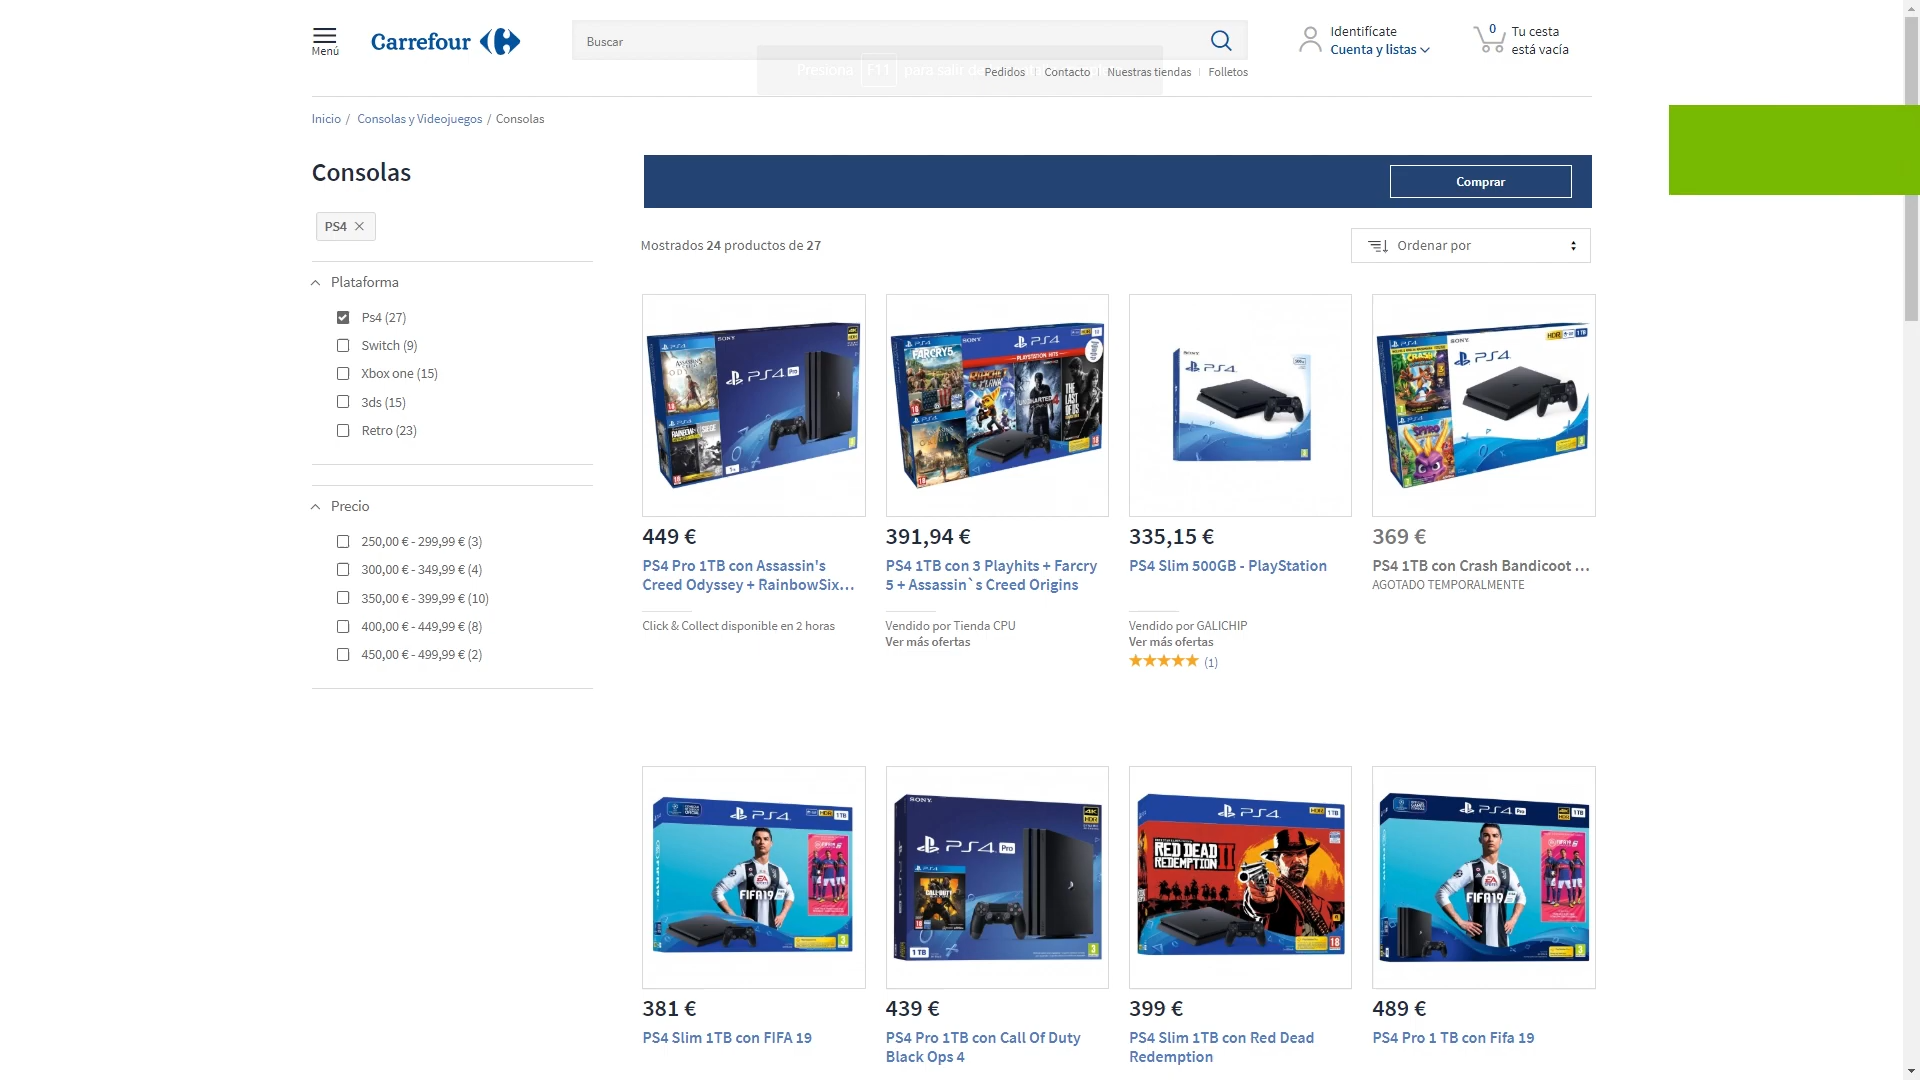 Menú
Carrefour
Buscar
Identifícate
Cuenta y listas
0
Tu cesta
está vacía
Presiona F11 para salir de
Pedidos
Contacto
Nuestras tiendas
Folletos
Inicio / Consolas y Videojuegos / Consolas
Consolas
Comprar
PS4
Mostrados 24 productos de 27
Ordenar por
Plataforma
Ps4 (27)
Switch (9)
Xbox one (15)
3ds (15)
Retro (23)
Precio
250,00 € - 299,99 € (3)
300,00 € - 349,99 € (4)
350,00 € - 399,99 € (10)
400,00 € - 449,99 € (8)
450,00 € - 499,99 € (2)
449 €
PS4 Pro 1TB con Assassin's
Creed Odyssey + RainbowSix...
Click & Collect disponible en 2 horas
391,94 €
PS4 1TB con 3 Playhits + Farcry
5 + Assassin`s Creed Origins
Vendido por Tienda CPU
Ver más ofertas
335,15 €
PS4 Slim 500GB - PlayStation
Vendido por GALICHIP
Ver más ofertas
(1)
369 €
PS4 1TB con Crash Bandicoot ...
AGOTADO TEMPORALMENTE
381 €
PS4 Slim 1TB con FIFA 19
439 €
PS4 Pro 1TB con Call Of Duty
Black Ops 4
399 €
PS4 Slim 1TB con Red Dead
Redemption
489 €
PS4 Pro 1 TB con Fifa 19